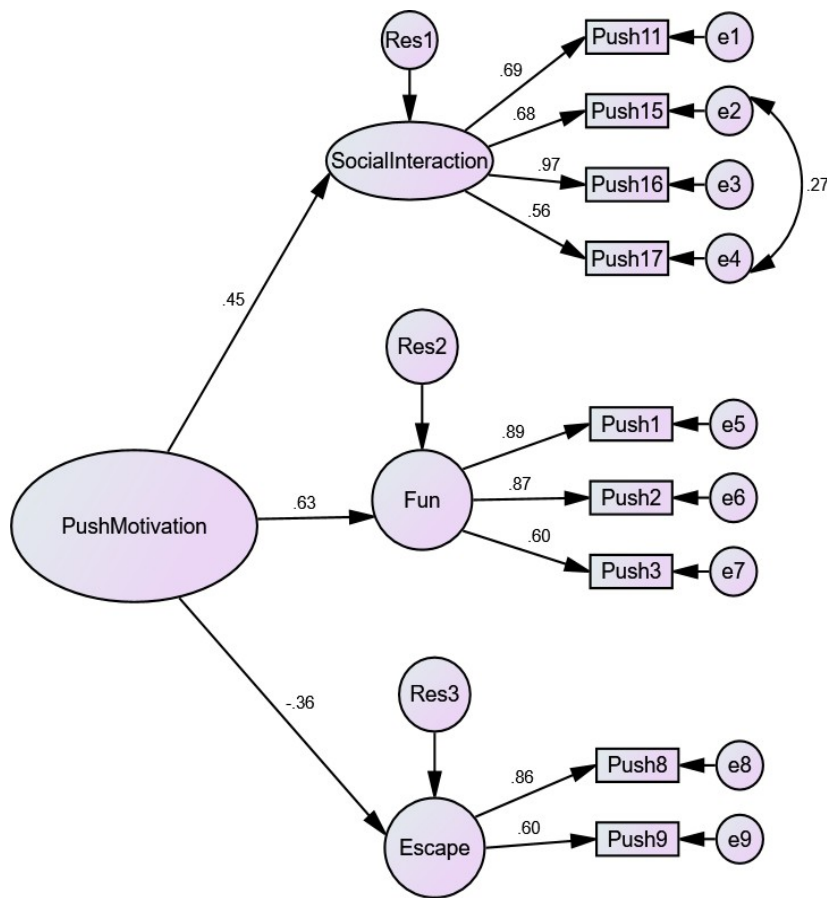 Res1
Push11
e1
.69
.68
Push15
e2
SocialInteraction
.97
Push16
e3
.27
.56
Push17
e4
.45
Res2
.89
Push1
e5
PushMotivation
.63
Fun
.87
Push2
e6
.60
Push3
e7
-.36
Res3
.86
Push8
e8
Escape
.60
Push9
e9